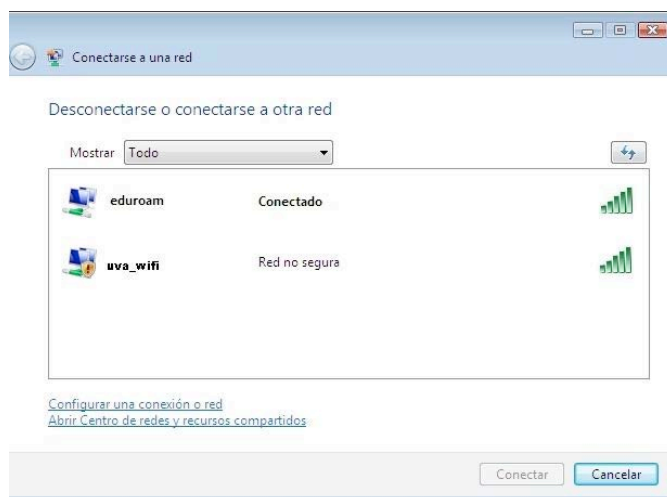 Conectarse a una red
Desconectarse o conectarse a otra red
Mostrar Todo
eduroam Conectado
uva_wifi Red no segura
Configurar una conexión o red
Abrir Centro de redes y recursos compartidos
Conectar Cancelar